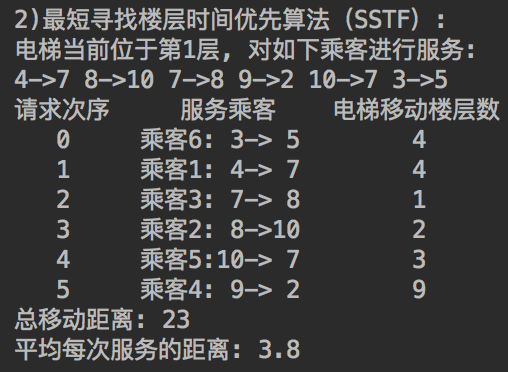 2)最短寻找楼层时间优先算法（SSTF）:
电梯当前位于第1层, 对如下乘客进行服务:
4->7 8->10 7->8 9->2 10->7 3->5
请求次序 服务乘客 电梯移动楼层数
0 乘客6: 3-> 5 4
1 乘客1: 4-> 7 4
2 乘客3: 7-> 8 1
3 乘客2: 8->10 2
4 乘客5:10-> 7 3
5 乘客4: 9-> 2 9
总移动距离: 23
平均每次服务的距离: 3.8